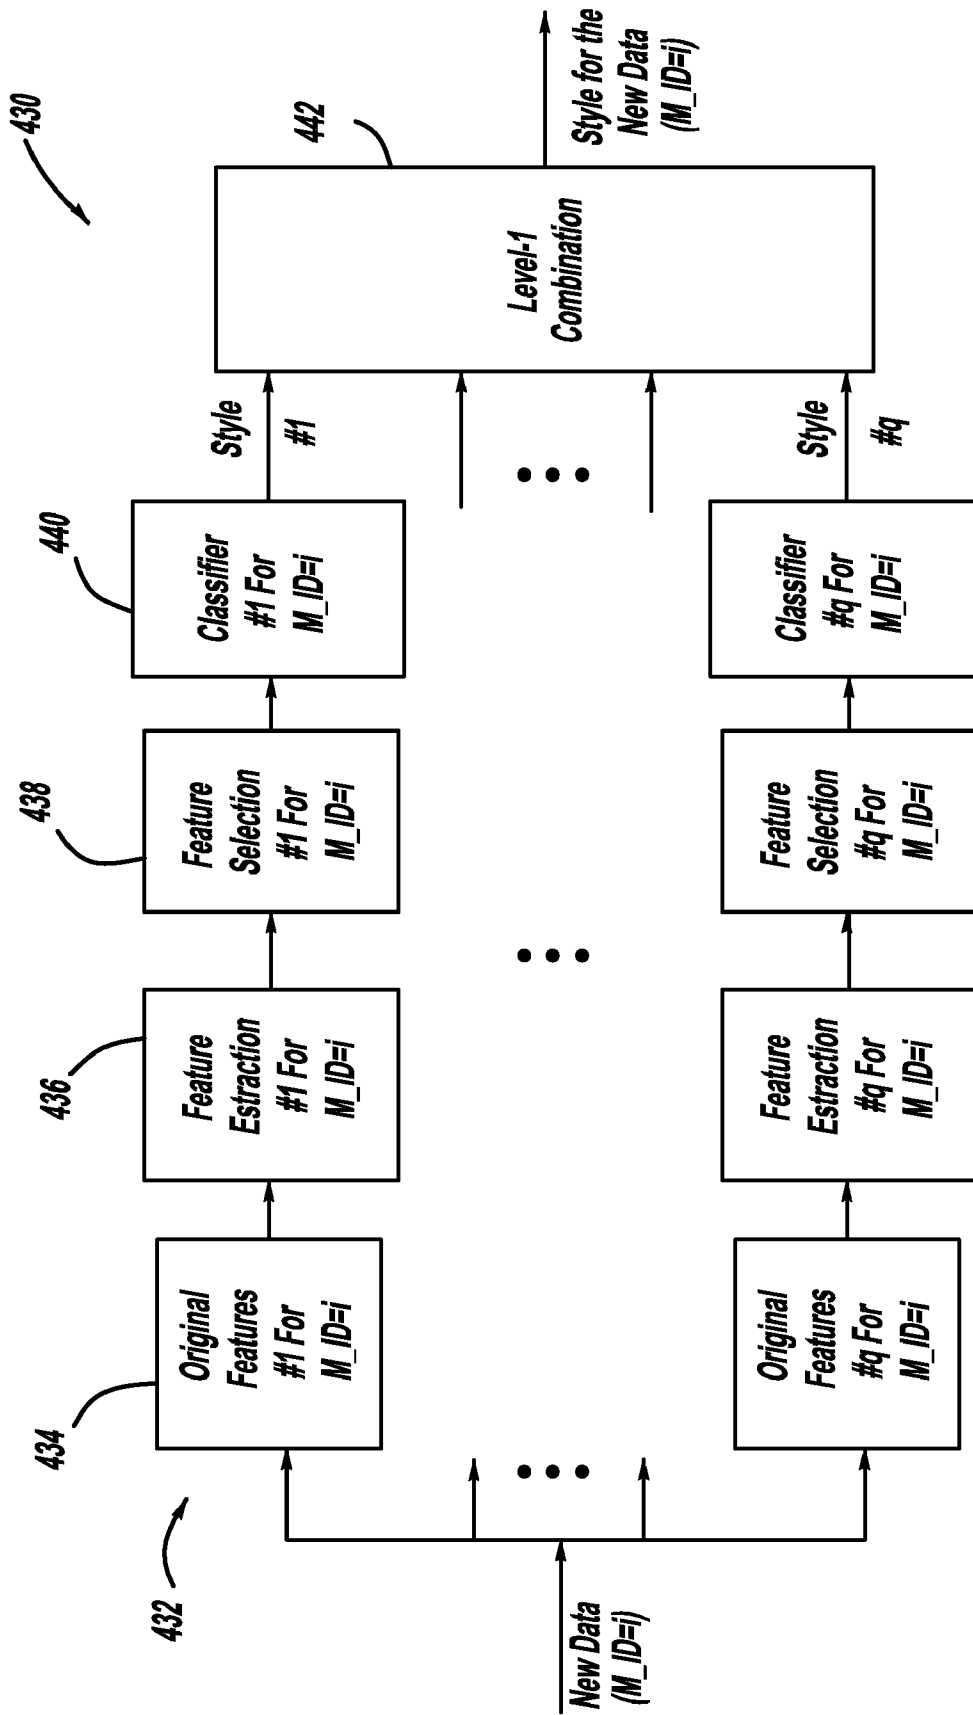 430
432
New Data
(M_ID=i)
434
Original
Features
#1 For
M_ID=i
436
Feature
Estraction
#1 For
M_ID=i
438
Feature
Selection
#1 For
M_ID=i
440
Classifier
#1 For
M_ID=i
Style
#1
442
Level-1
Combination
Style for the
New Data
(M_ID=i)
Original
Features
#q For
M_ID=i
Feature
Estraction
#q For
M_ID=i
Feature
Selection
#q For
M_ID=i
Classifier
#q For
M_ID=i
Style
#q